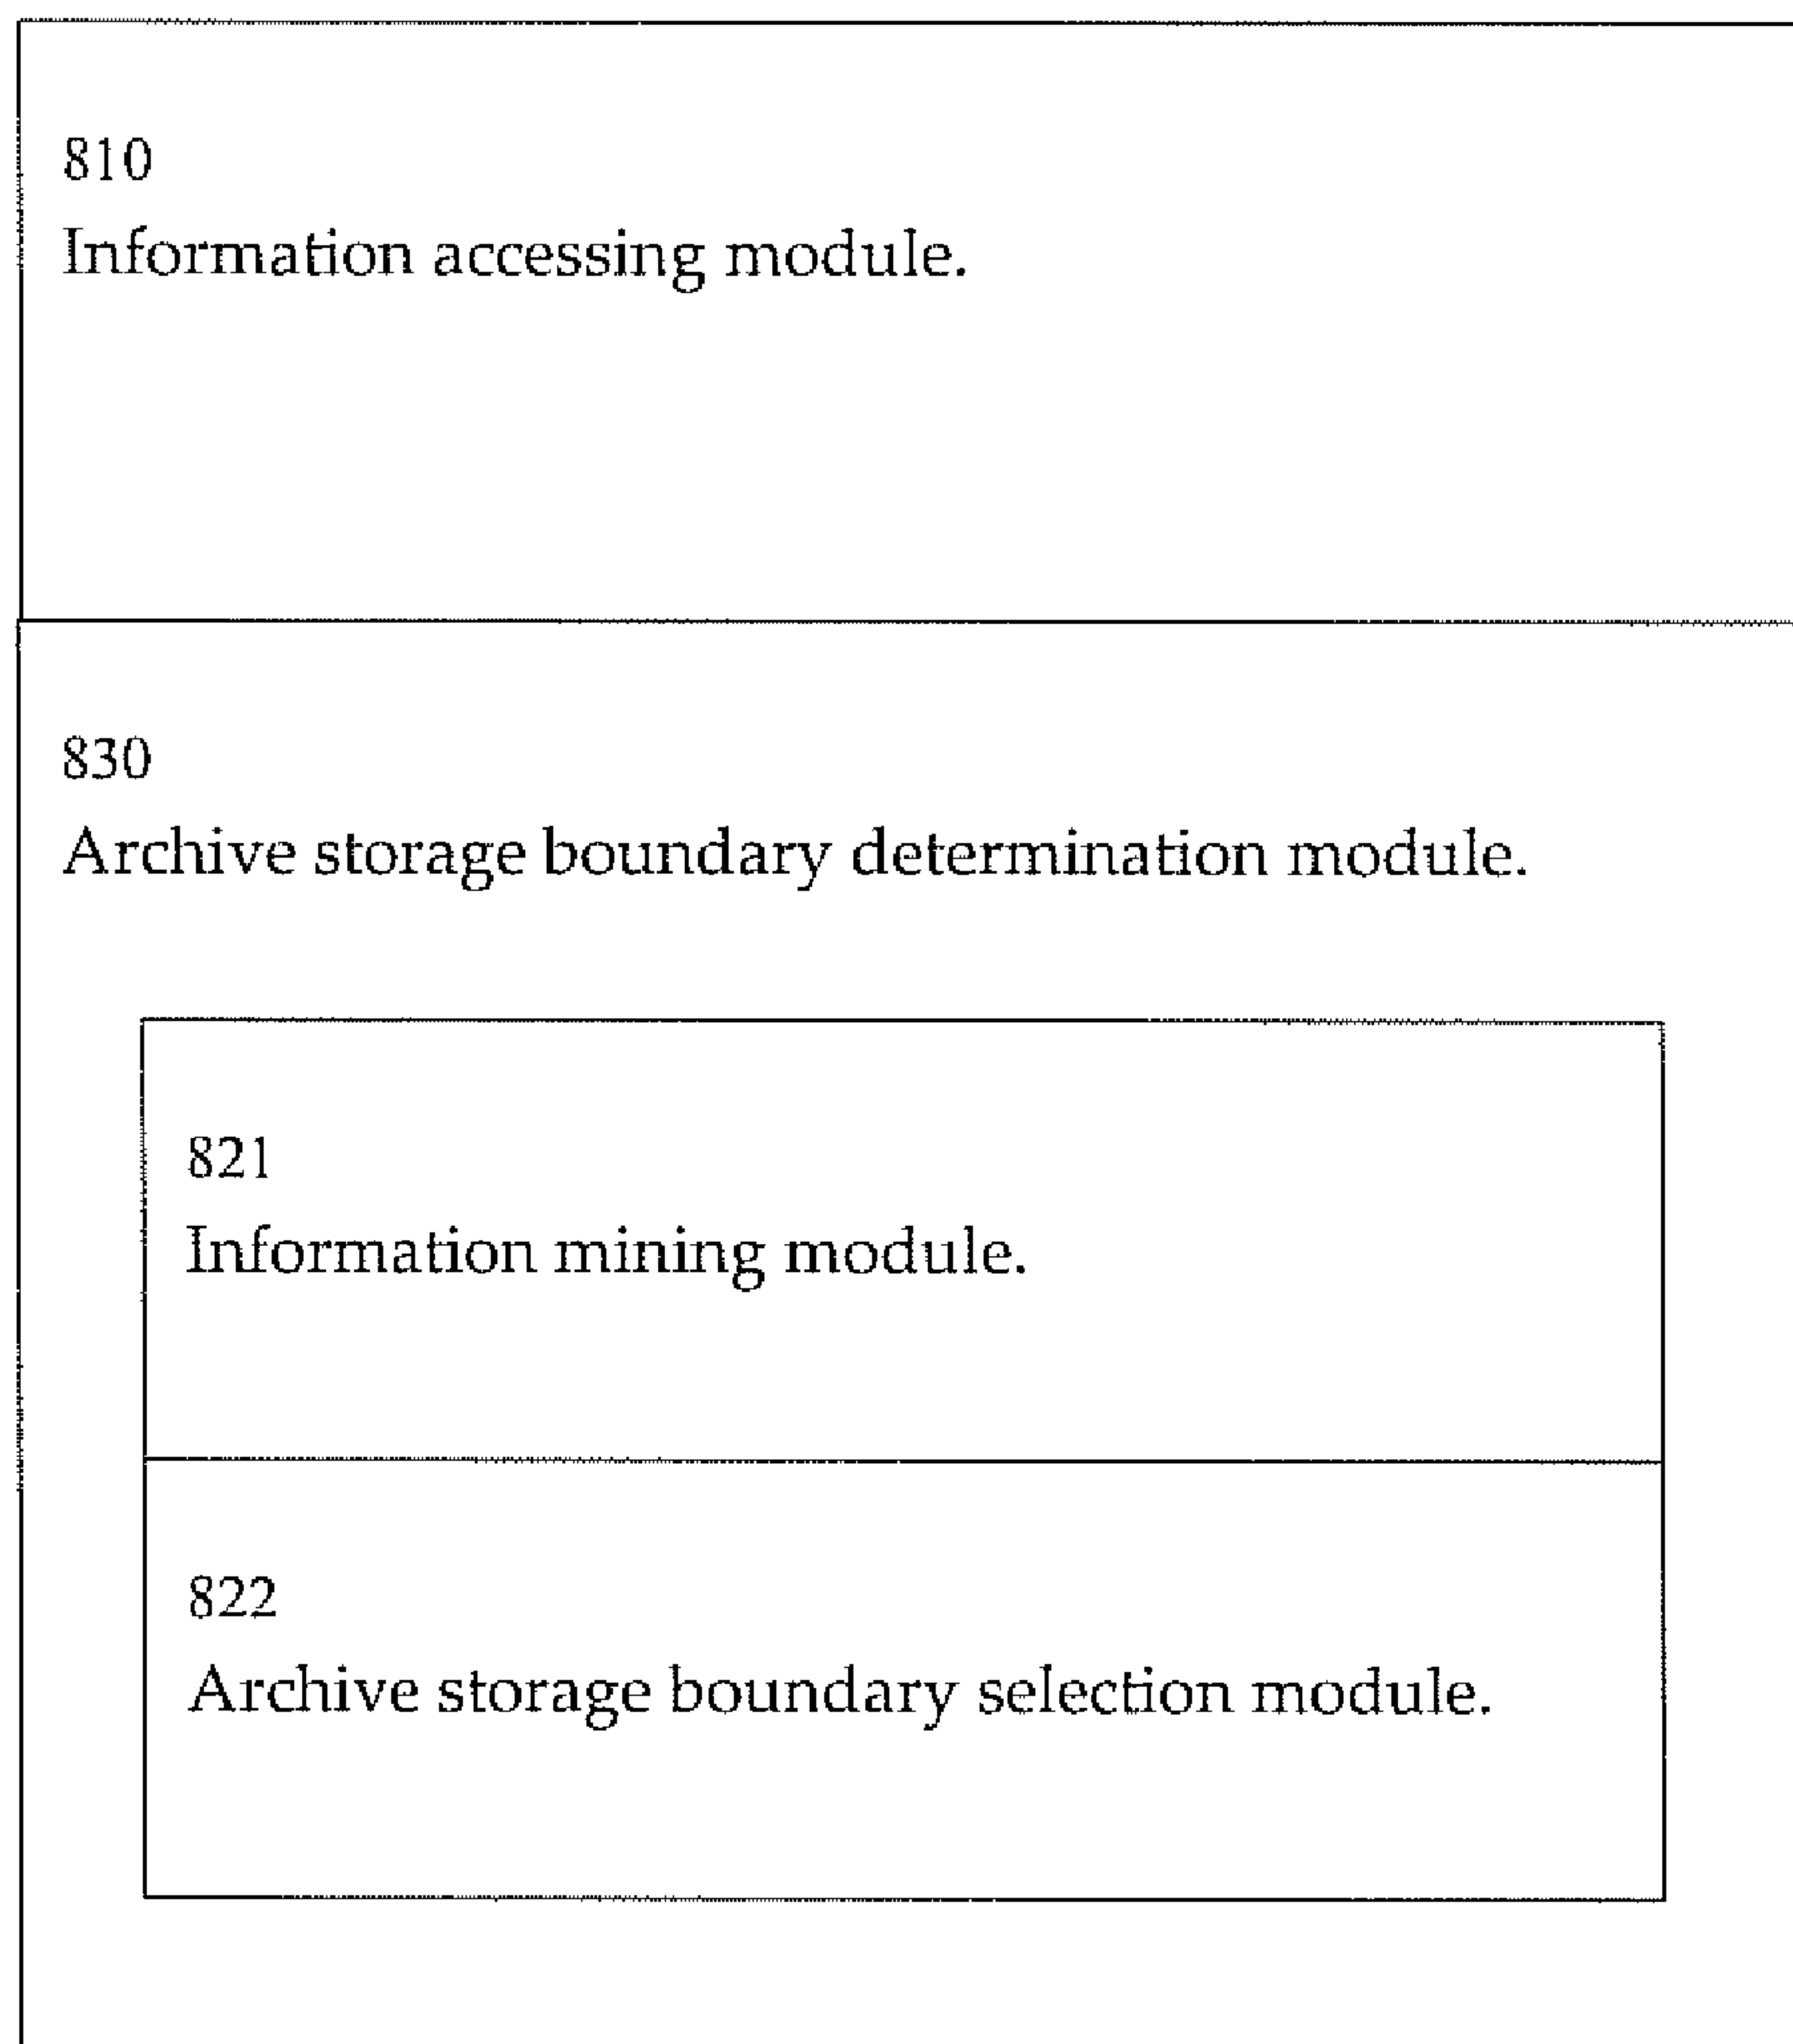 810
Information accessing module.
830
Archive storage boundary determination module.
821
Information mining module.
822
Archive storage boundary selection module.